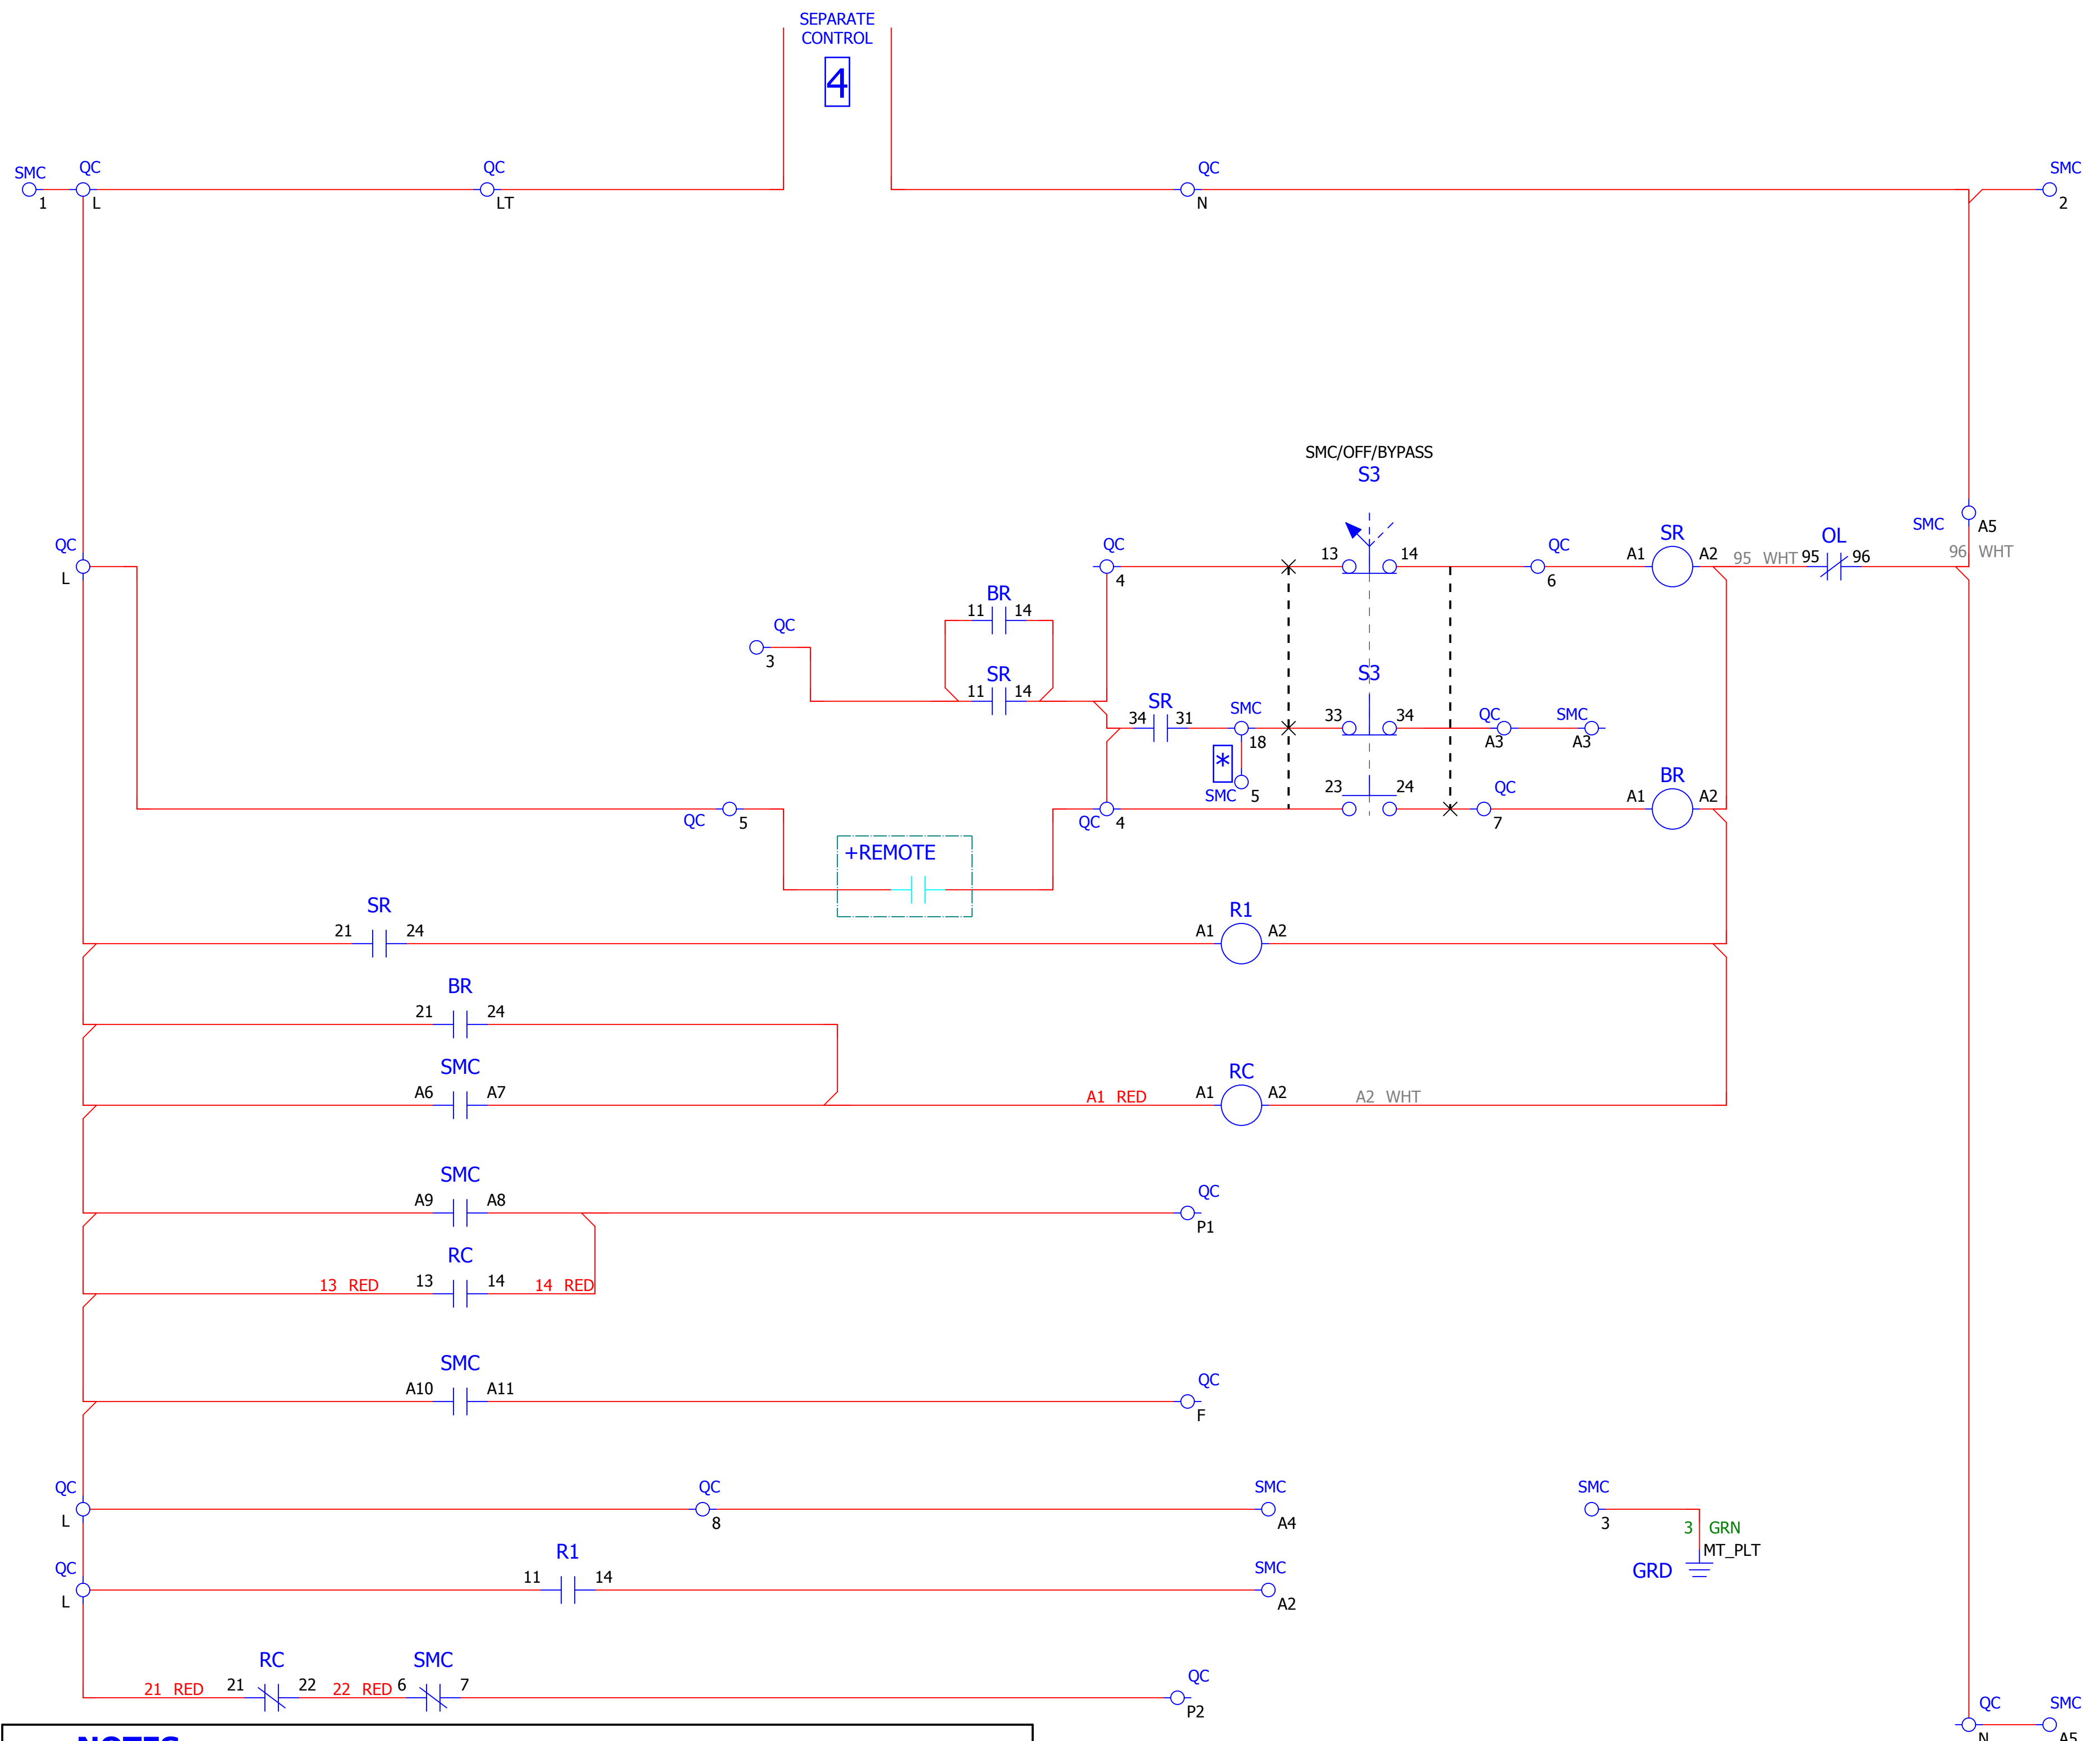 SEPARATE
CONTROL
4
SMC QC QC QC SMC
1 L LT N 2
SMC/OFF/BYPASS
S3
QC QC 13 14 QC SR OL SMC A5
L 4 6 A1 A2 95 WHT 95 96 96 WHT
BR
11 14
QC
3
SR
11 14
S3
SR SMC QC SMC
34 31 18 33 34 A3 A3
*
SMC 5
23 24 QC BR
QC 5 QC 4 7 A1 A2
+REMOTE
SR R1
21 24 A1 A2
BR
21 24
SMC RC
A6 A7 A1 RED A1 A2 A2 WHT
SMC QC
A9 A8 P1
RC
13 RED 13 14 14 RED
SMC QC
A10 A11 F
QC QC SMC SMC
L 8 A4 3
3 GRN
MT_PLT
GRD
QC R1 SMC
L 11 14 A2
RC SMC QC
21 RED 21 22 22 RED 6 7 P2
QC SMC
N A5
NOTES